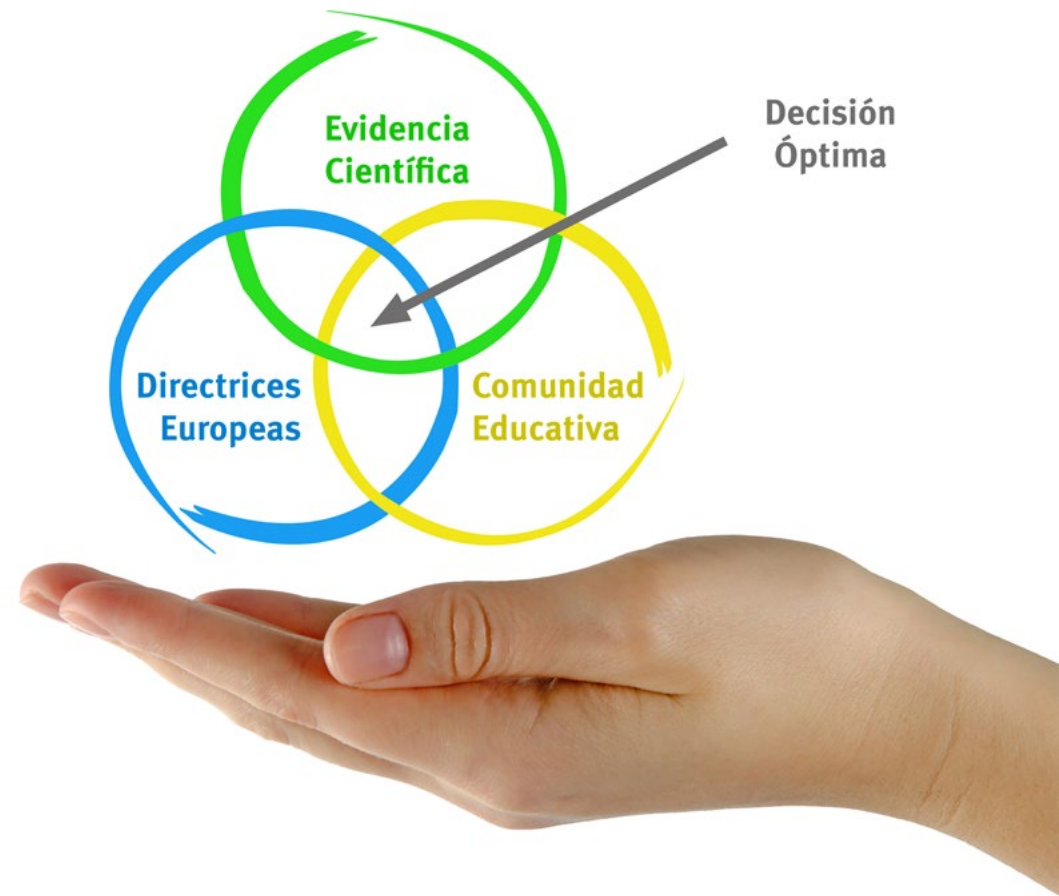 Evidencia
Científica
Decisión
Óptima
Directrices
Europeas
Comunidad
Educativa